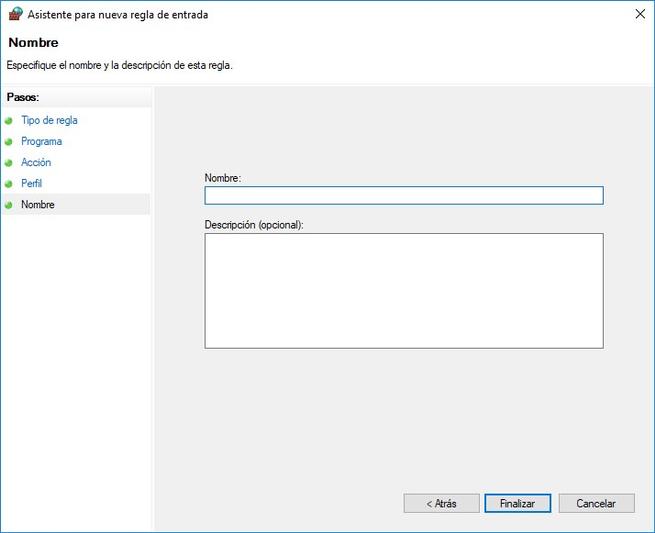 Asistente para nueva regla de entrada
Nombre
Especifique el nombre y la descripción de esta regla.
Pasos:
Tipo de regla
Programa
Acción
Perfil
Nombre
Nombre:
Descripción (opcional):
< Atrás
Finalizar
Cancelar